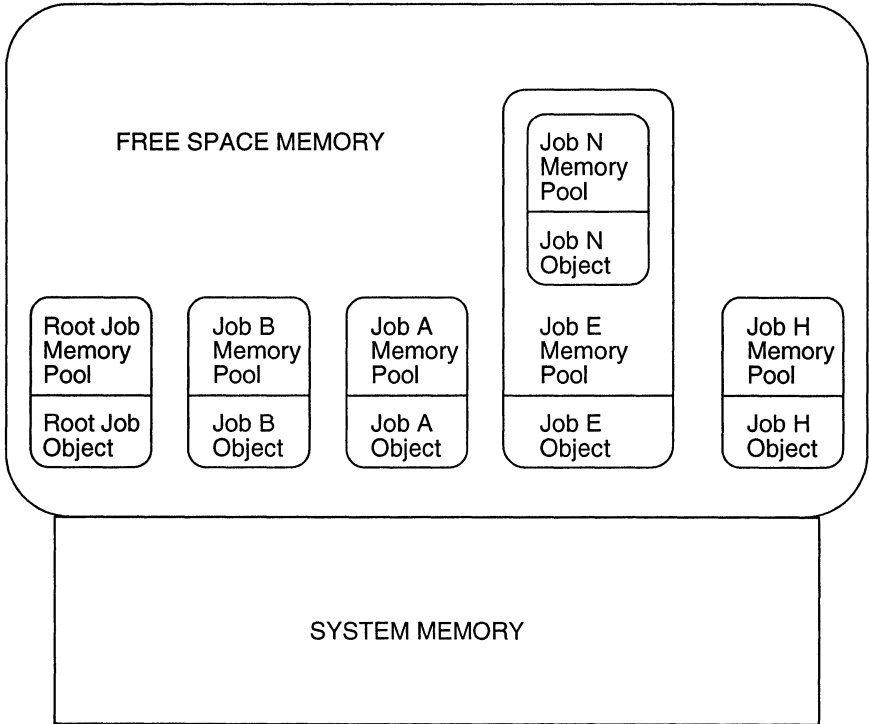 FREE SPACE MEMORY
Job N
Memory
Pool
Job N
Object
Root Job
Memory
Pool
Root Job
Object
Job B
Memory
Pool
Job B
Object
Job A
Memory
Pool
Job A
Object
Job E
Memory
Pool
Job E
Object
Job H
Memory
Pool
Job H
Object
SYSTEM MEMORY